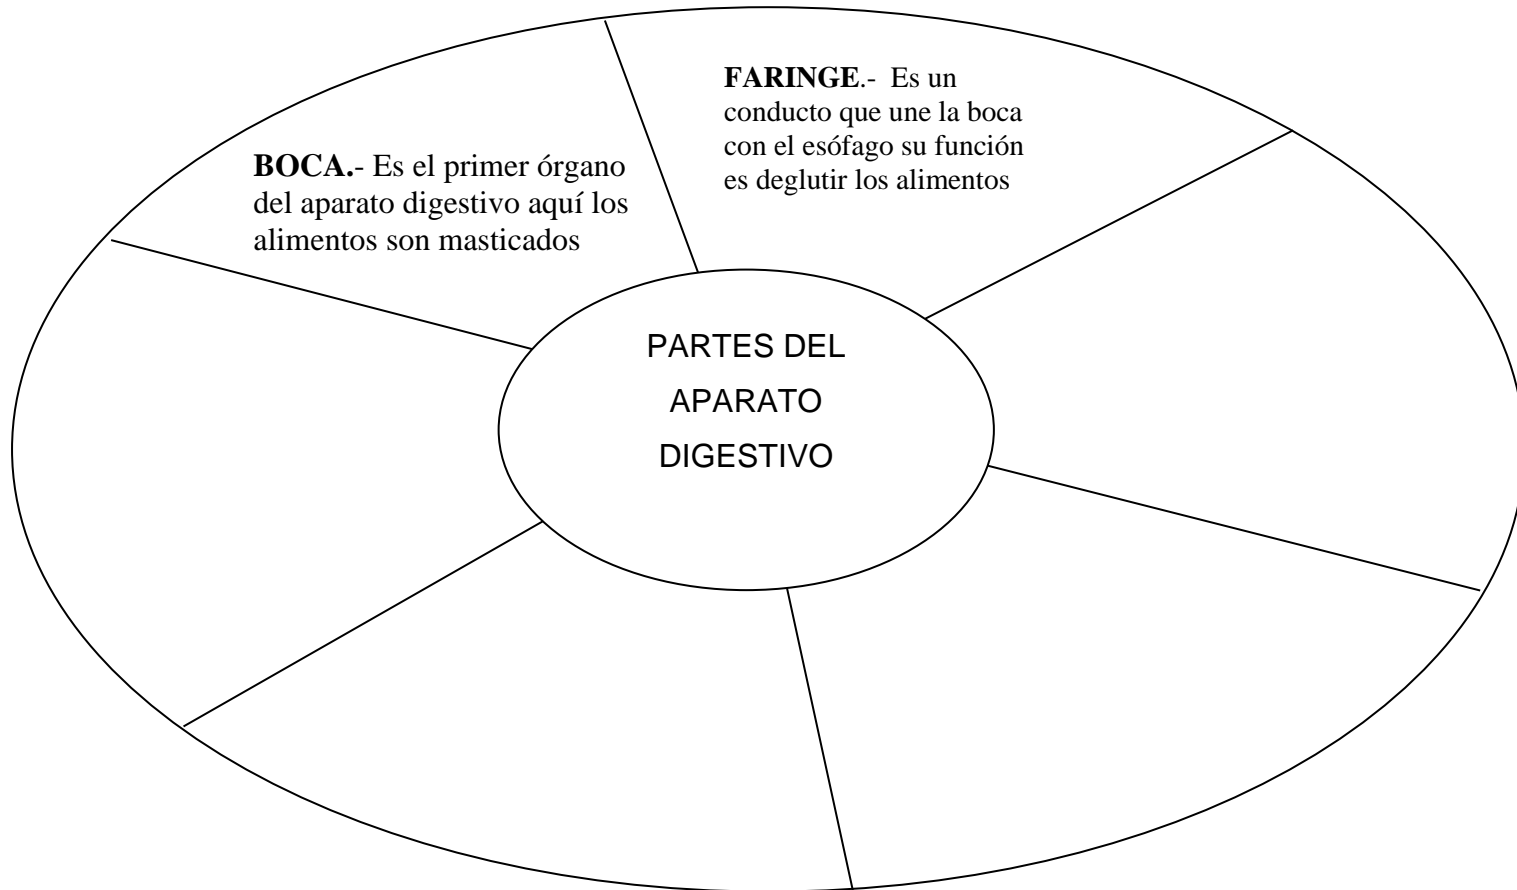 BOCA.- Es el primer órgano
del aparato digestivo aquí los
alimentos son masticados
FARINGE.- Es un
conducto que une la boca
con el esófago su función
es deglutir los alimentos
PARTES DEL
APARATO
DIGESTIVO